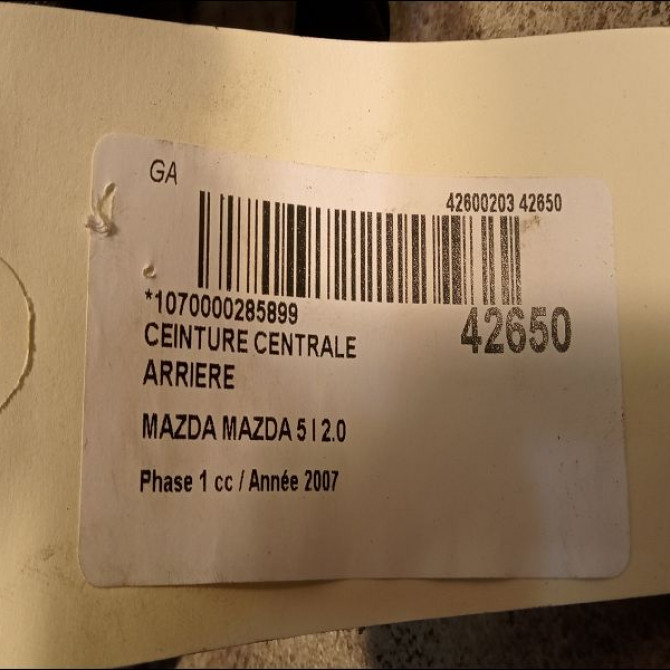 GA
42600203 42650
*1070000285899
42650
CEINTURE CENTRALE
ARRIERE
MAZDA MAZDA 5 I 2.0
Phase 1 cc / Année 2007